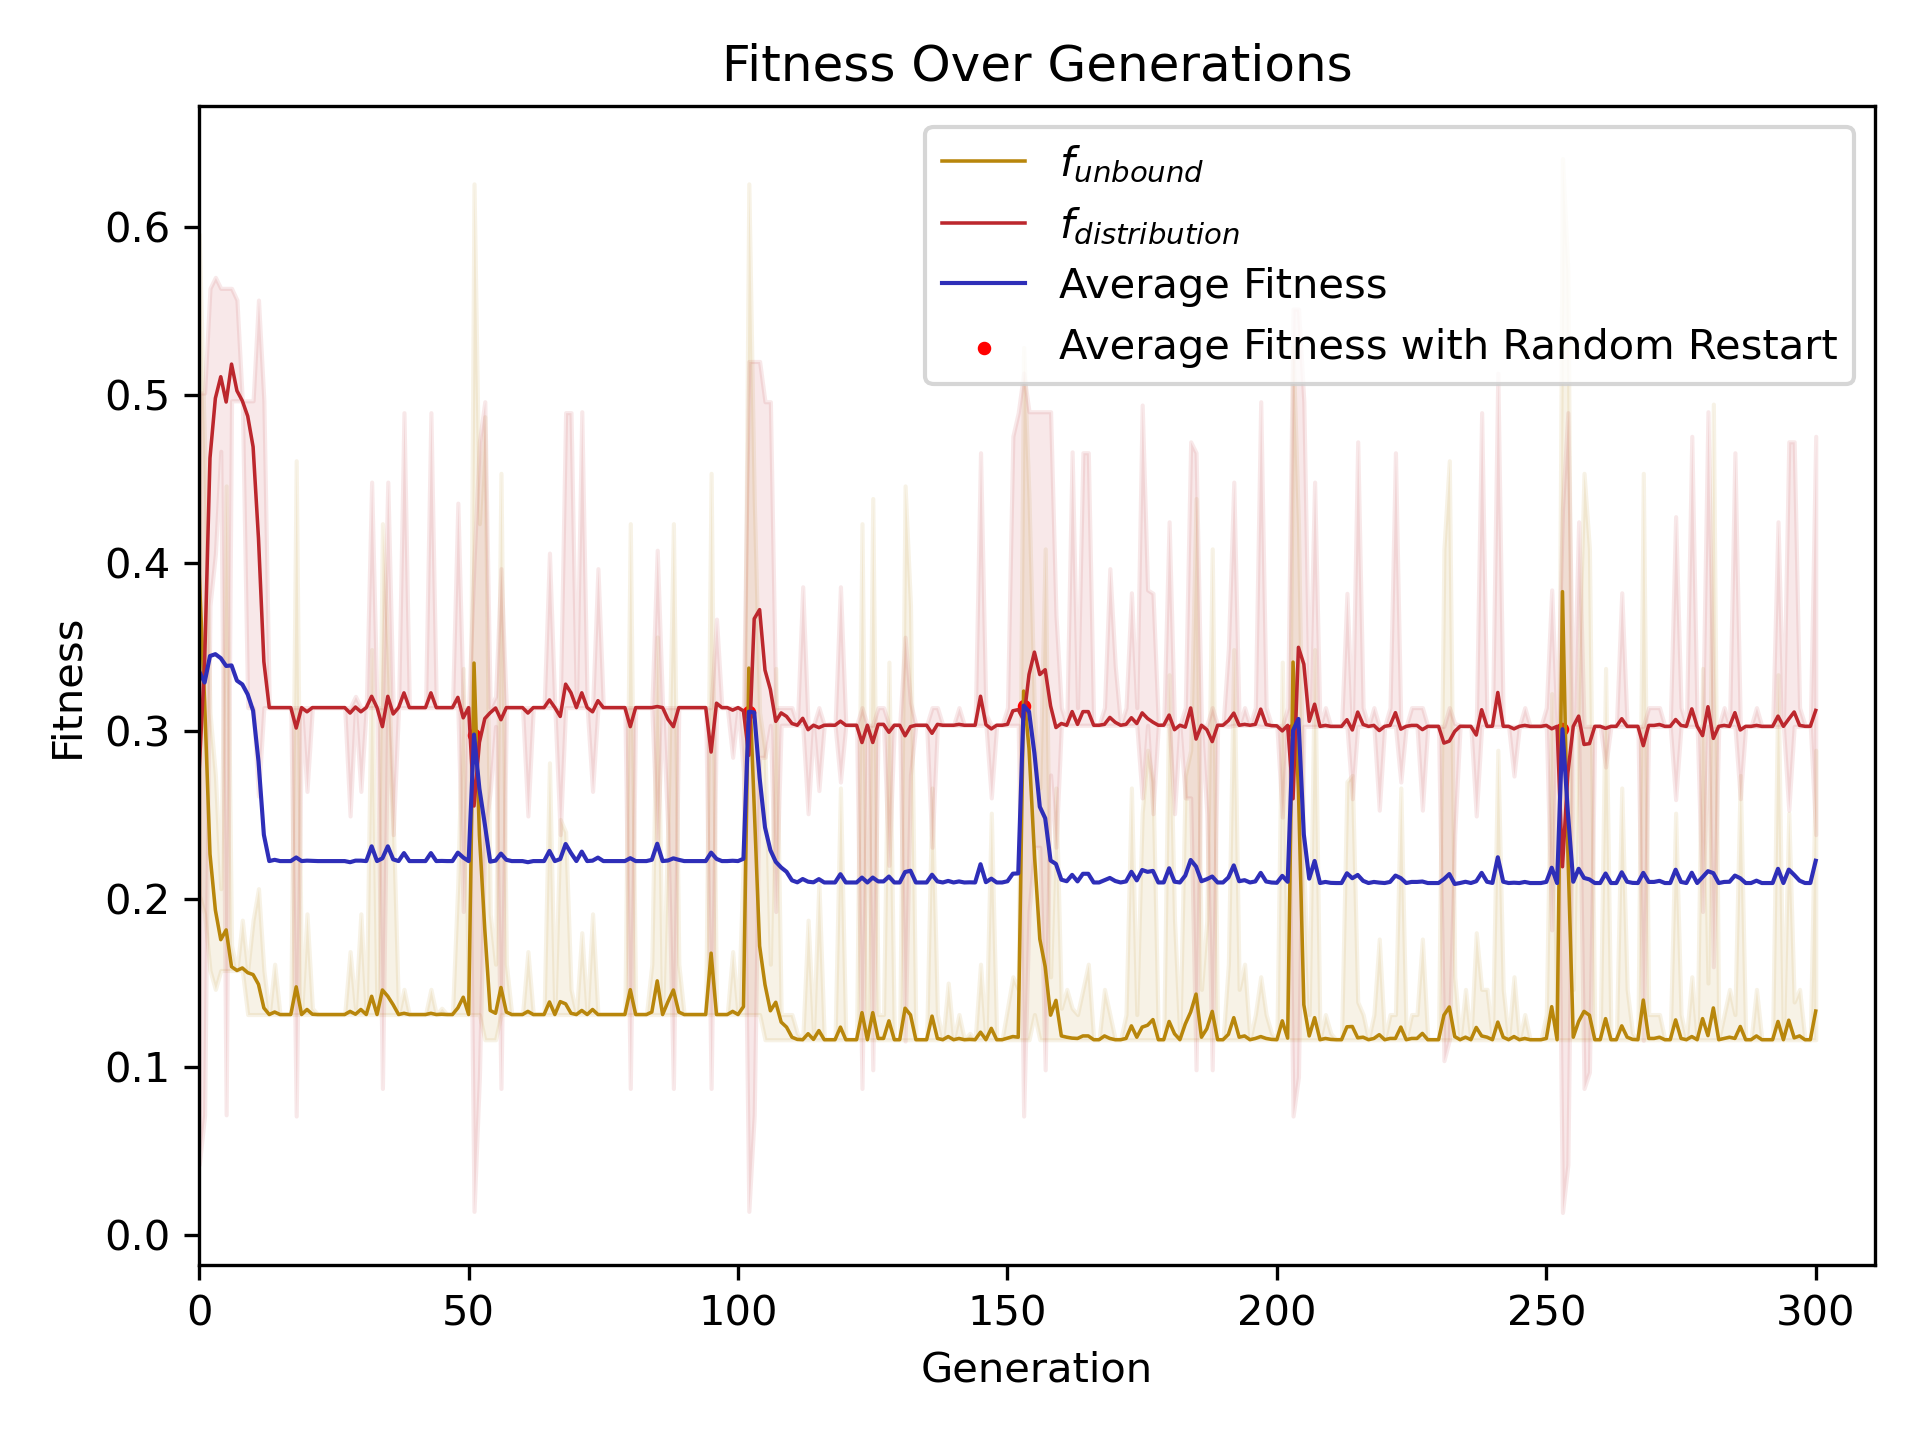 Fitness Over Generations
f_unbound
f_distribution
Average Fitness
Average Fitness with Random Restart
Fitness
0.6
0.5
0.4
0.3
0.2
0.1
0.0
0 50 100 150 200 250 300
Generation